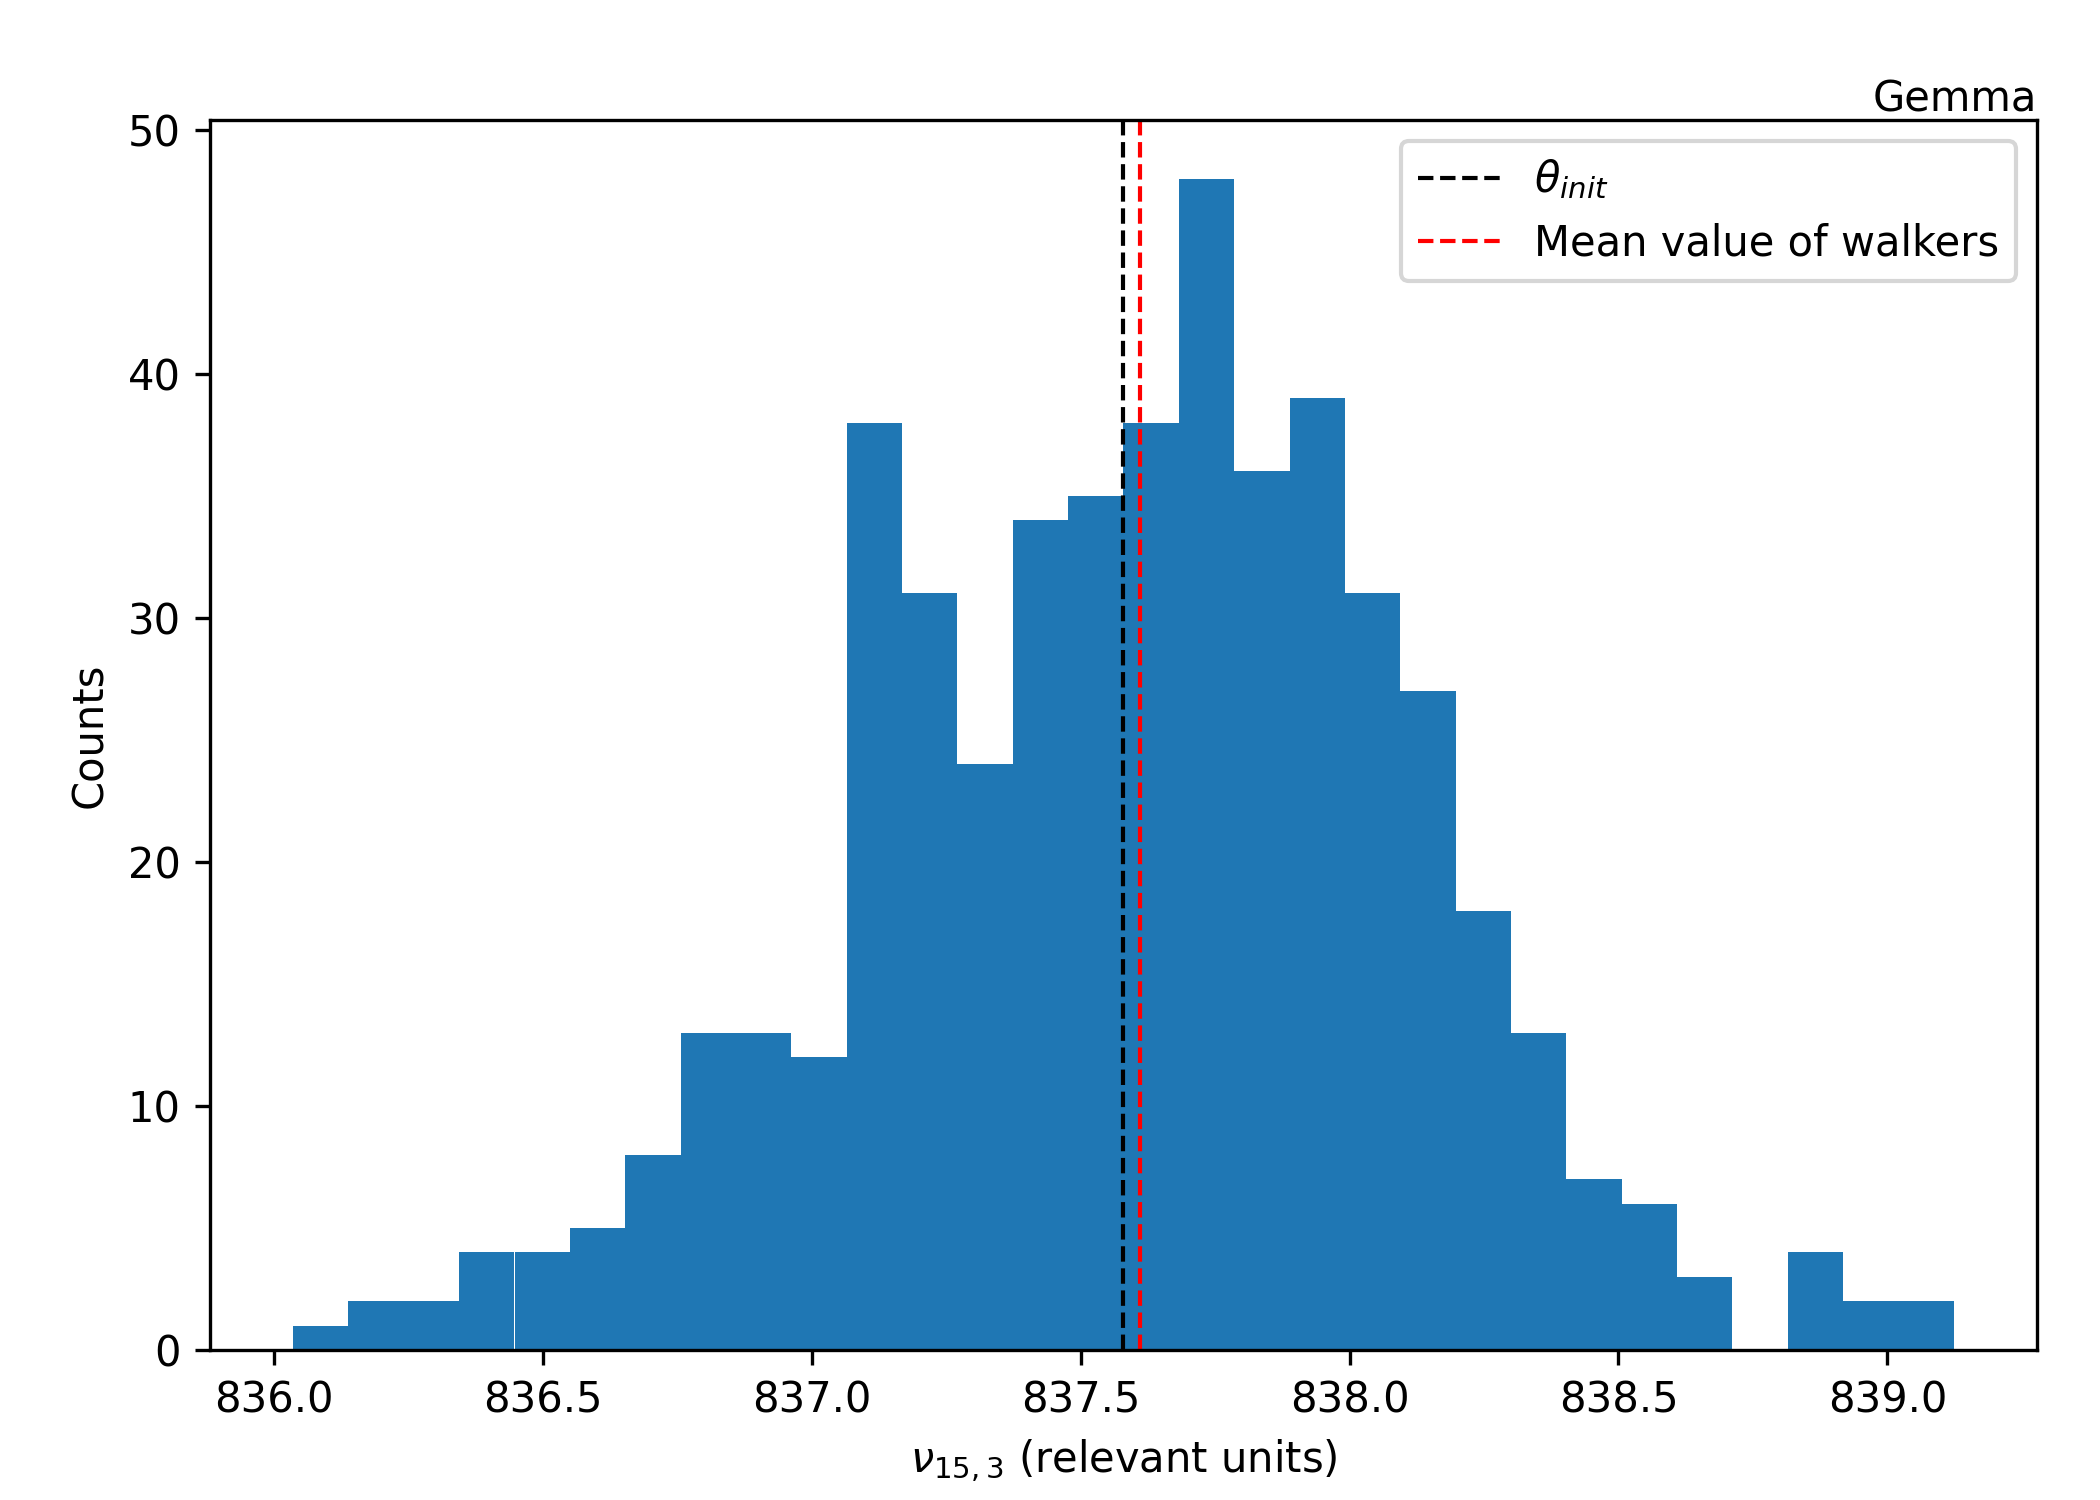 Gemma
50
40
30
20
10
0
Counts
θinit
Mean value of walkers
836.0 836.5 837.0 837.5 838.0 838.5 839.0
ν15, 3 (relevant units)